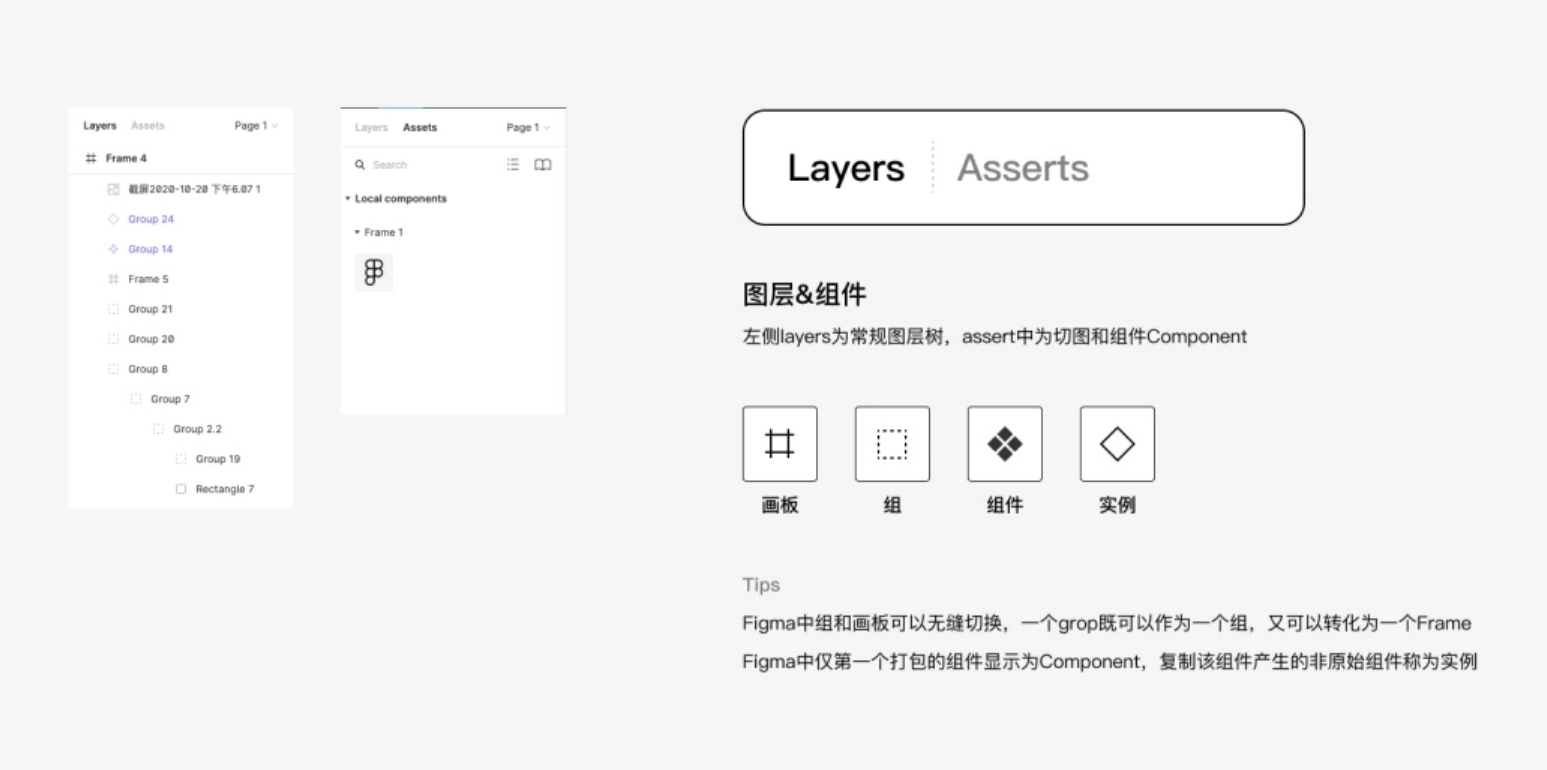 Layers Assets Page 1
Frame 4
截屏2020-10-20 下午6.07 1
Group 24
Group 14
Frame 5
Group 21
Group 20
Group 8
Group 7
Group 2.2
Group 19
Rectangle 7
Layers Assets Page 1
Search
Local components
Frame 1
Layers Asserts
图层&组件
左侧layers为常规图层树，assert中为切图和组件Component
画板 组 组件 实例
Tips
Figma中组和画板可以无缝切换，一个grop既可以作为一个组，又可以转化为一个Frame
Figma中仅第一个打包的组件显示为Component，复制该组件产生的非原始组件称为实例